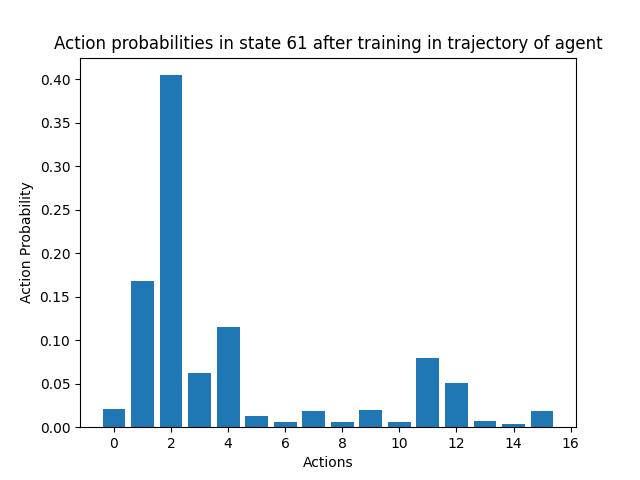 Action probabilities in state 61 after training in trajectory of agent
0.40
0.35
0.30
0.25
0.20
0.15
0.10
0.05
0.00
Action Probability
0 2 4 6 8 10 12 14 16
Actions